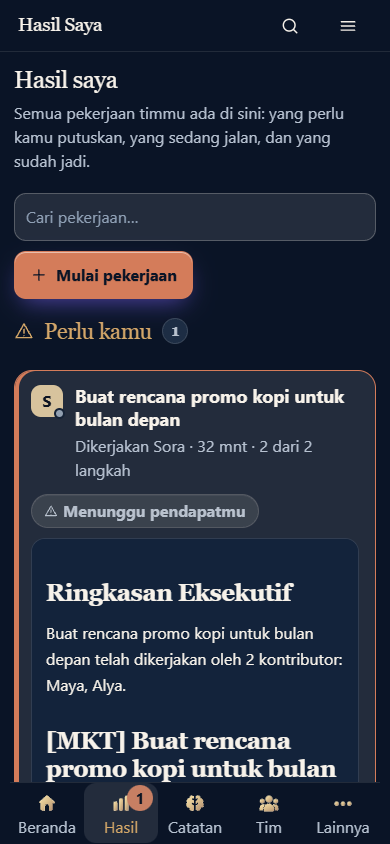 Hasil Saya
Hasil saya
Semua pekerjaan timmu ada di sini: yang perlu
kamu putuskan, yang sedang jalan, dan yang
sudah jadi.
Cari pekerjaan...
+ Mulai pekerjaan
Perlu kamu 1
S
Buat rencana promo kopi untuk
bulan depan
Dikerjakan Sora · 32 mnt · 2 dari 2
langkah
Menunggu pendapatmu
Ringkasan Eksekutif
Buat rencana promo kopi untuk bulan
depan telah dikerjakan oleh 2 kontributor:
Maya, Alya.
[MKT] Buat rencana
promo kopi untuk bulan
1
Beranda Hasil Catatan Tim Lainnya